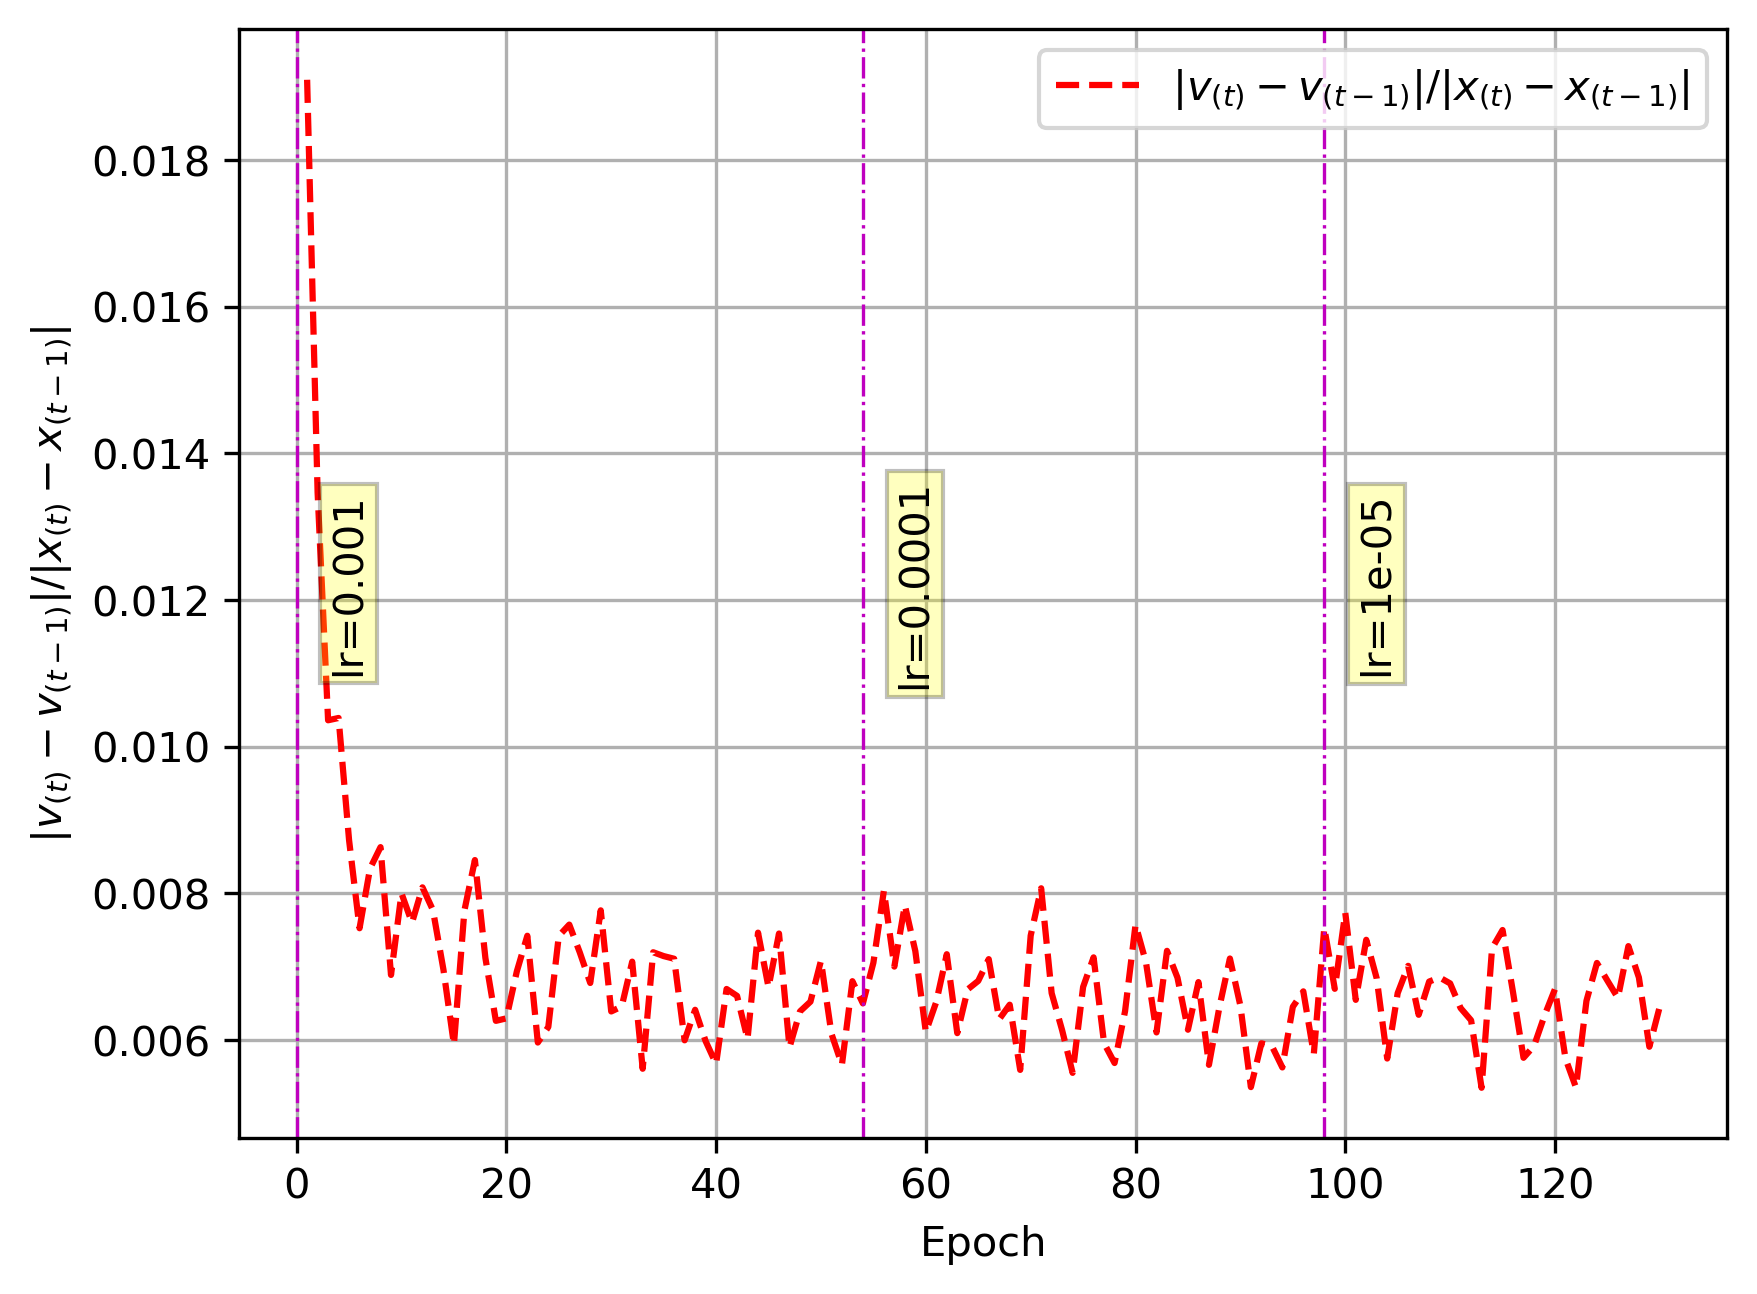 |v(t) − v(t − 1)|/|x(t) − x(t − 1)|
0.018
0.016
0.014
0.012
0.010
0.008
0.006
|v(t) − v(t − 1)|/|x(t) − x(t − 1)|
lr=0.001
lr=0.0001
lr=1e-05
0 20 40 60 80 100 120
Epoch